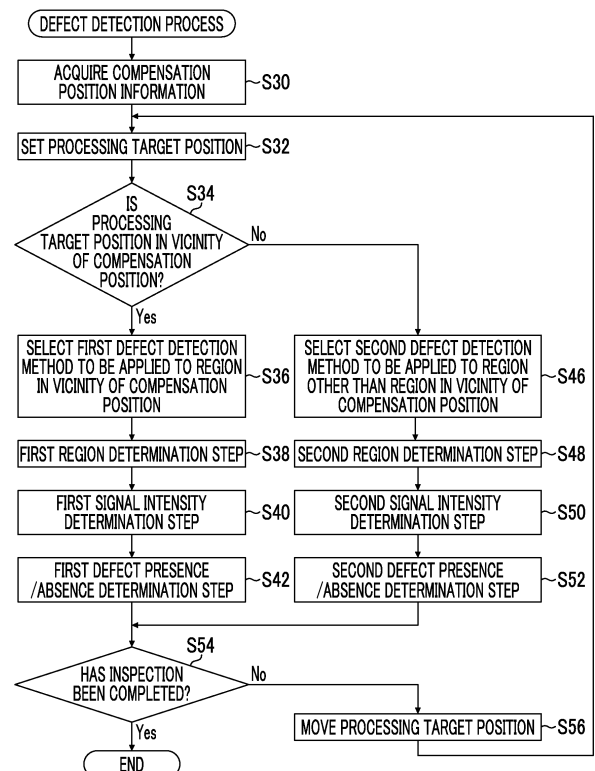 DEFECT DETECTION PROCESS
ACQUIRE COMPENSATION
POSITION INFORMATION
S30
SET PROCESSING TARGET POSITION
S32
S34
IS
PROCESSING
TARGET POSITION IN VICINITY
OF COMPENSATION
POSITION?
No
Yes
SELECT FIRST DEFECT DETECTION
METHOD TO BE APPLIED TO REGION
IN VICINITY OF COMPENSATION
POSITION
S36
SELECT SECOND DEFECT DETECTION
METHOD TO BE APPLIED TO REGION
OTHER THAN REGION IN VICINITY OF
COMPENSATION POSITION
S46
FIRST REGION DETERMINATION STEP
S38
SECOND REGION DETERMINATION STEP
S48
FIRST SIGNAL INTENSITY
DETERMINATION STEP
S40
SECOND SIGNAL INTENSITY
DETERMINATION STEP
S50
FIRST DEFECT PRESENCE
/ABSENCE DETERMINATION STEP
S42
SECOND DEFECT PRESENCE
/ABSENCE DETERMINATION STEP
S52
S54
HAS INSPECTION
BEEN COMPLETED?
No
Yes
MOVE PROCESSING TARGET POSITION
S56
END